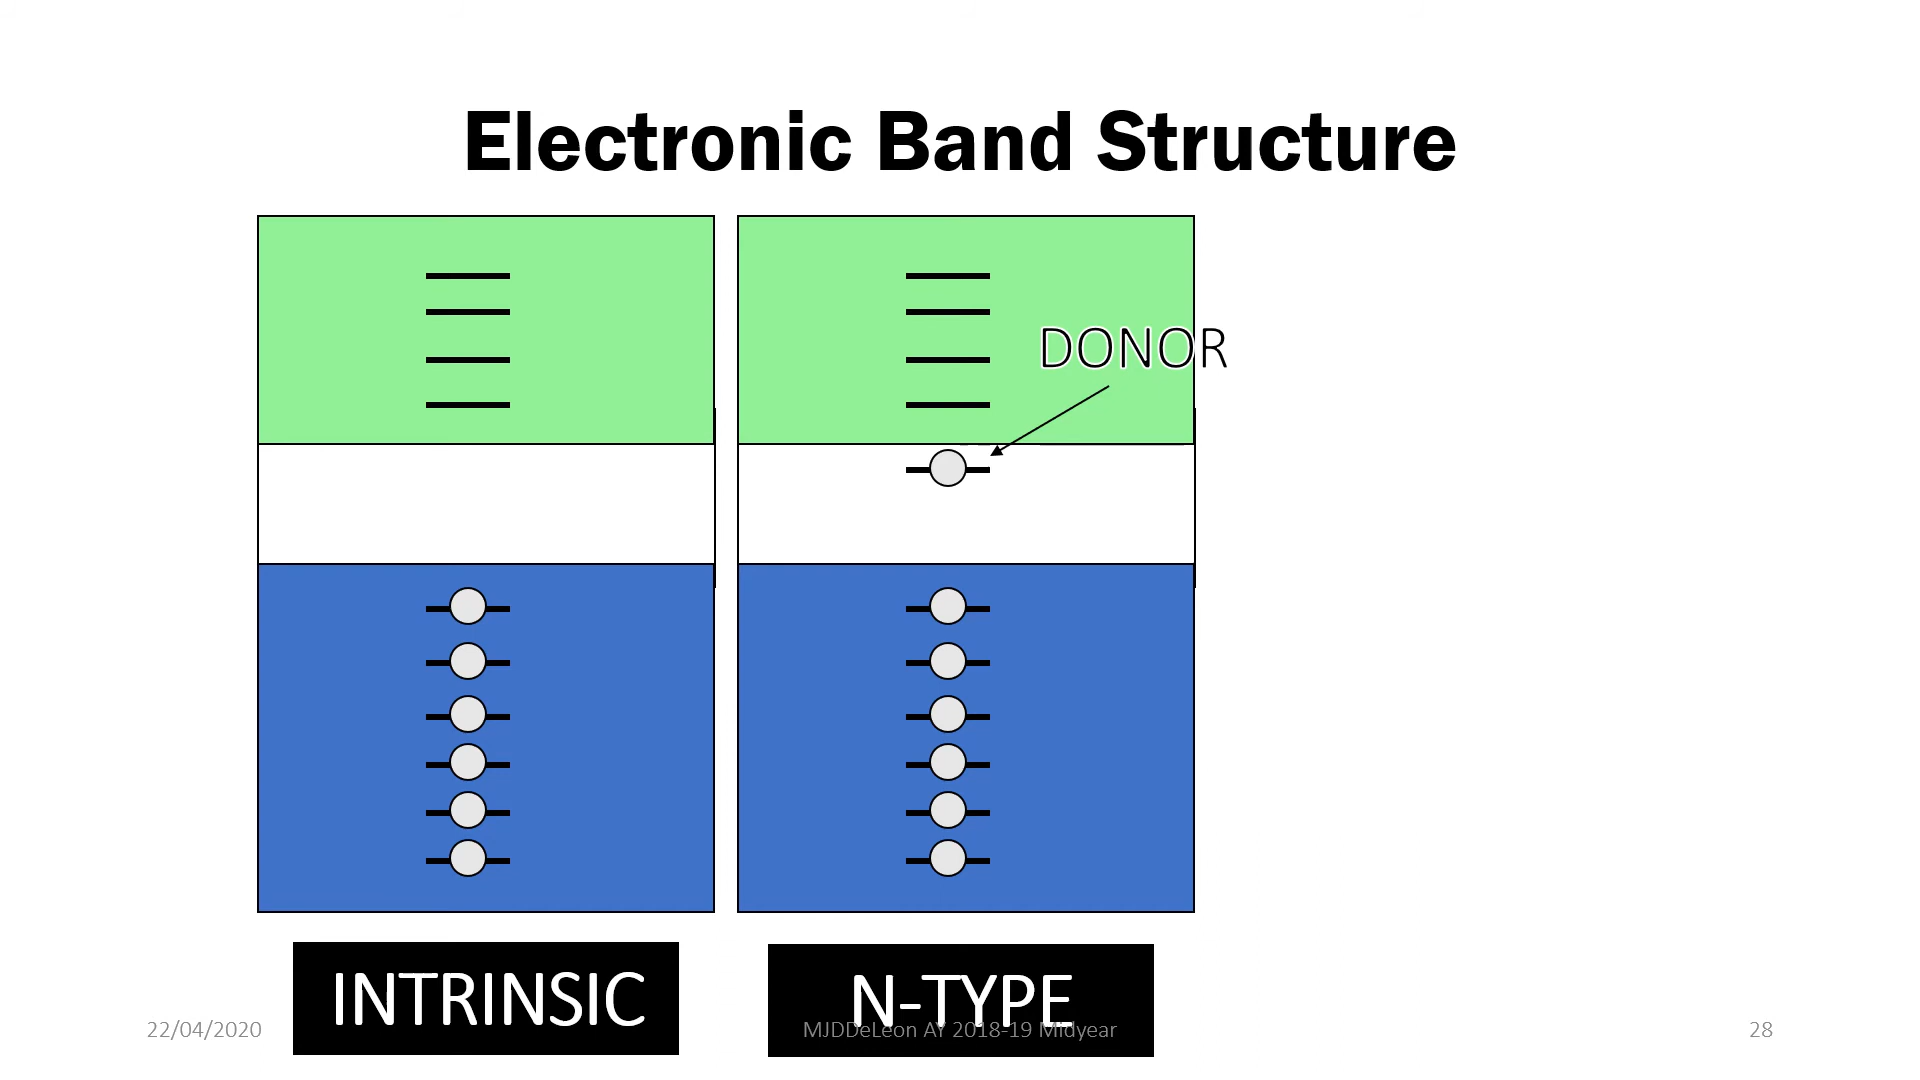 Electronic Band Structure
DONOR
INTRINSIC
N-TYPE
22/04/2020
MJDDeLeon AY 2018-19 Midyear
28